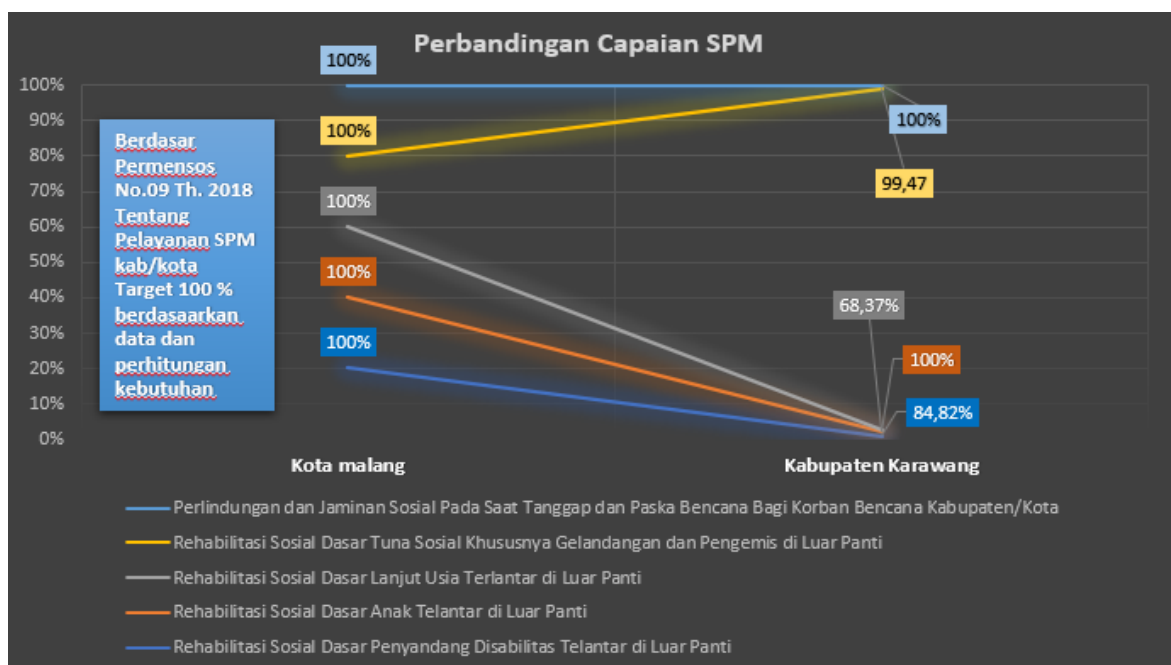 Perbandingan Capaian SPM
100%
100%
90%
80%
70%
60%
50%
40%
30%
20%
10%
0%
Berdasar
Permensos
No.09 Th. 2018
Tentang
Pelayanan SPM
kab/kota
Target 100 %
berdasaarkan
data dan
perhitungan
kebutuhan
100%
100%
100%
100%
100%
99,47
68,37%
100%
84,82%
Kota malang
Kabupaten Karawang
Perlindungan dan Jaminan Sosial Pada Saat Tanggap dan Paska Bencana Bagi Korban Bencana Kabupaten/Kota
Rehabilitasi Sosial Dasar Tuna Sosial Khususnya Gelandangan dan Pengemis di Luar Panti
Rehabilitasi Sosial Dasar Lanjut Usia Terlantar di Luar Panti
Rehabilitasi Sosial Dasar Anak Telantar di Luar Panti
Rehabilitasi Sosial Dasar Penyandang Disabilitas Telantar di Luar Panti